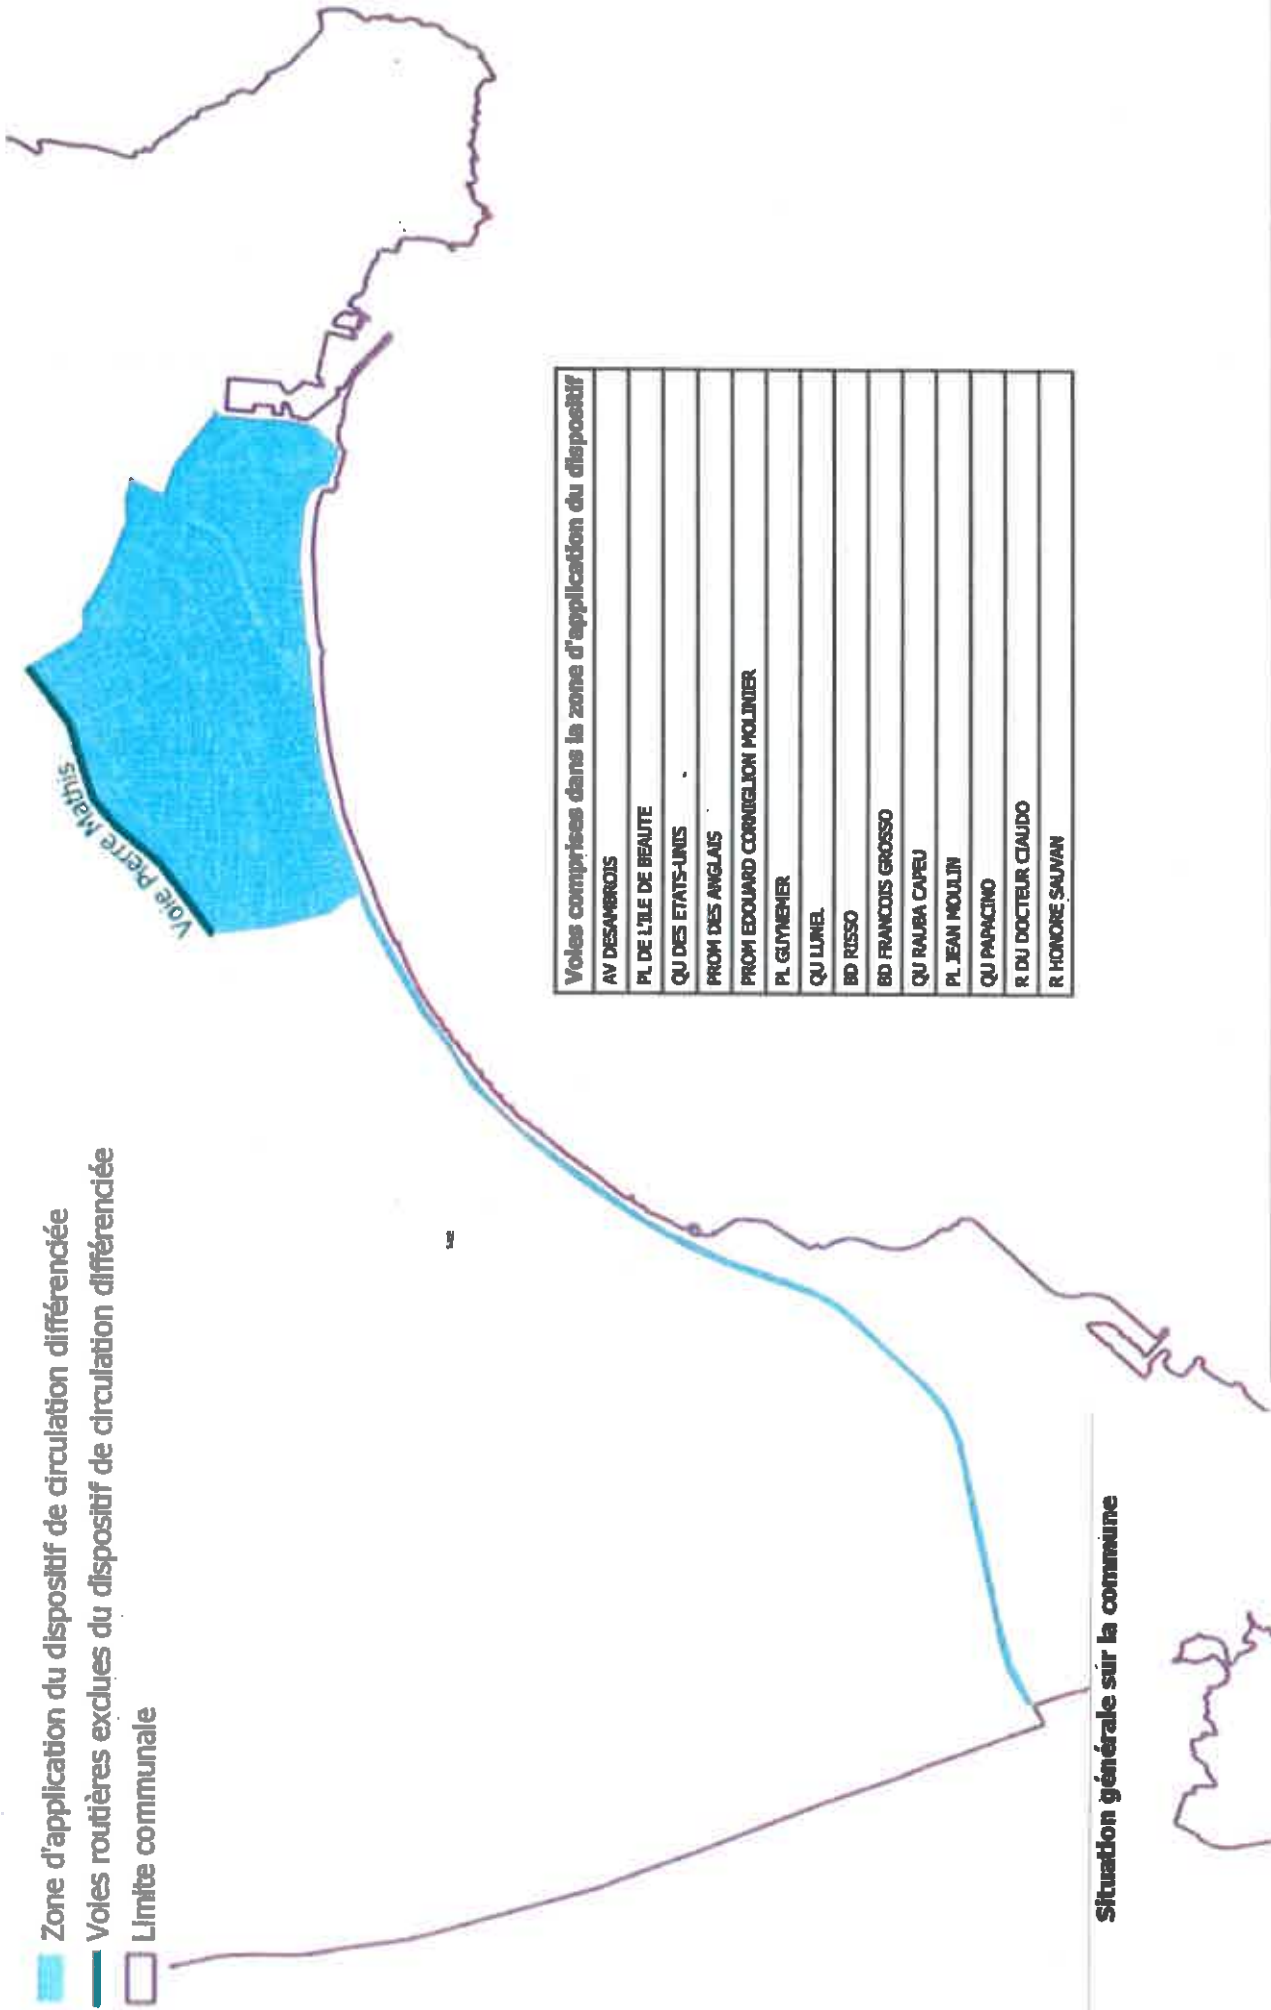 Zone d'application du dispositif de circulation différenciée
Voies routières exclues du dispositif de circulation différenciée
Limite communale
Voie Pierre Mathis
Voies comprises dans la zone d'application du dispositif
AV DESAMBROIS
PL DE L'ILE DE BEAUTE
QU DES ETATS-UNIS
PROM DES ANGLAIS
PROM EDOUARD CORNIGLION MOLINIER
PL GUYNEMER
QU LUNEL
BD RISSO
BD FRANCOIS GROSSO
QU RAUBA CAPEU
PL JEAN MOULIN
QU PAPACINO
R DU DOCTEUR CIAUDO
R HONORE SAUVAN
Situation générale sur la commune